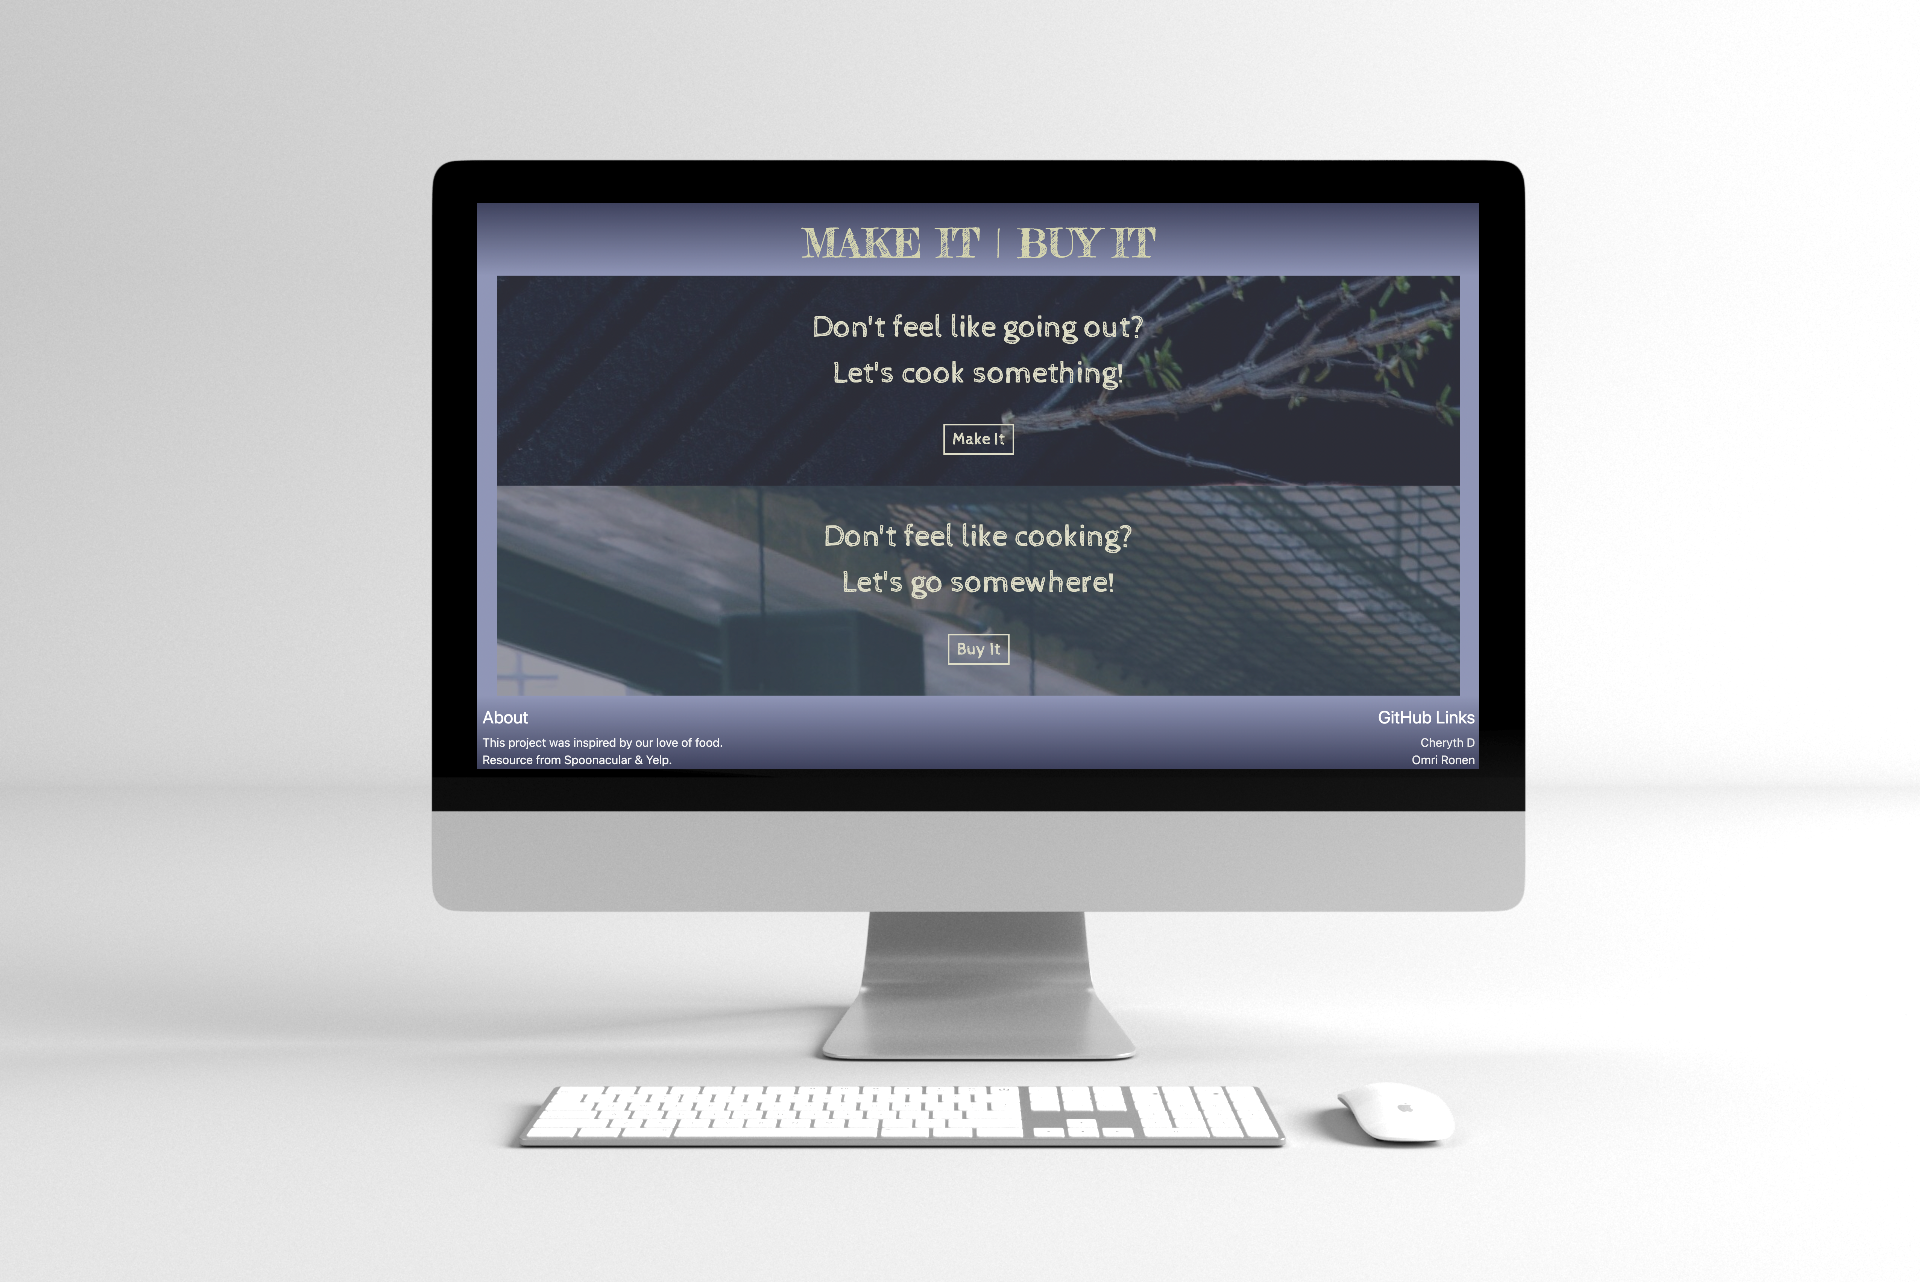 MAKE IT | BUY IT
Don't feel like going out?
Let's cook something!
Make It
Don't feel like cooking?
Let's go somewhere!
Buy It
About
GitHub Links
This project was inspired by our love of food.
Cheryth D
Resource from Spoonacular & Yelp.
Omri Ronen